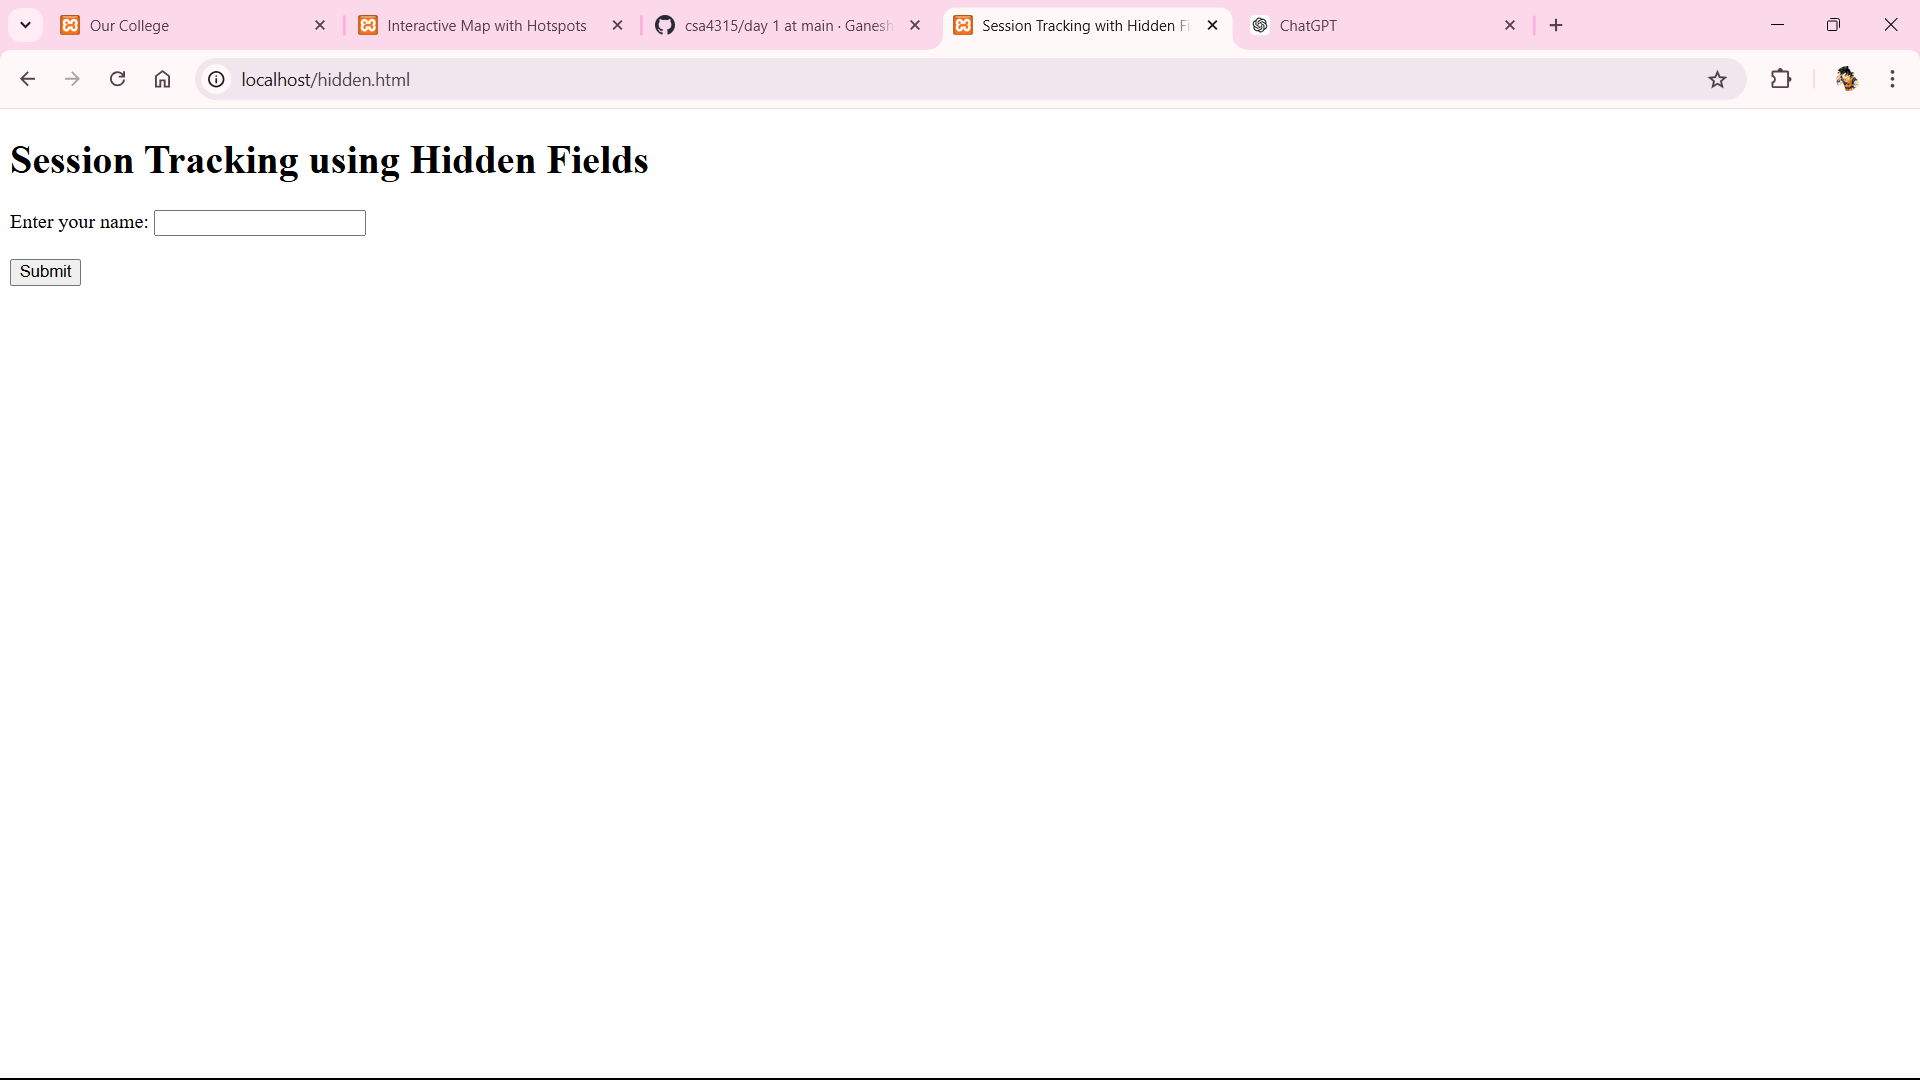 Our College
Interactive Map with Hotspots
csa4315/day 1 at main · Ganesh
Session Tracking with Hidden Fi
ChatGPT
localhost/hidden.html
Session Tracking using Hidden Fields
Enter your name:
Submit